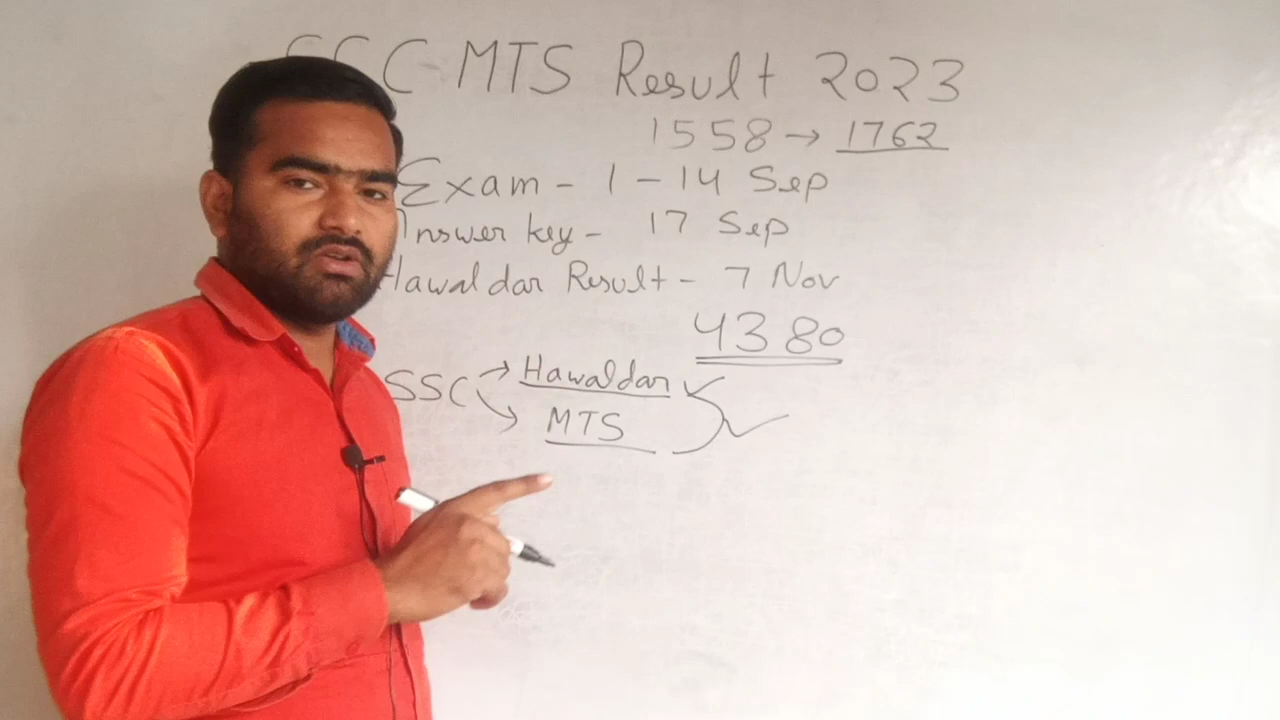 SSC-MTS Result 2023
1558→1762
Exam - 1-14 Sep
Answer key - 17 Sep
Hawaldar Result - 7 Nov
4380
SSC → Hawaldar ✓
→ MTS ✓